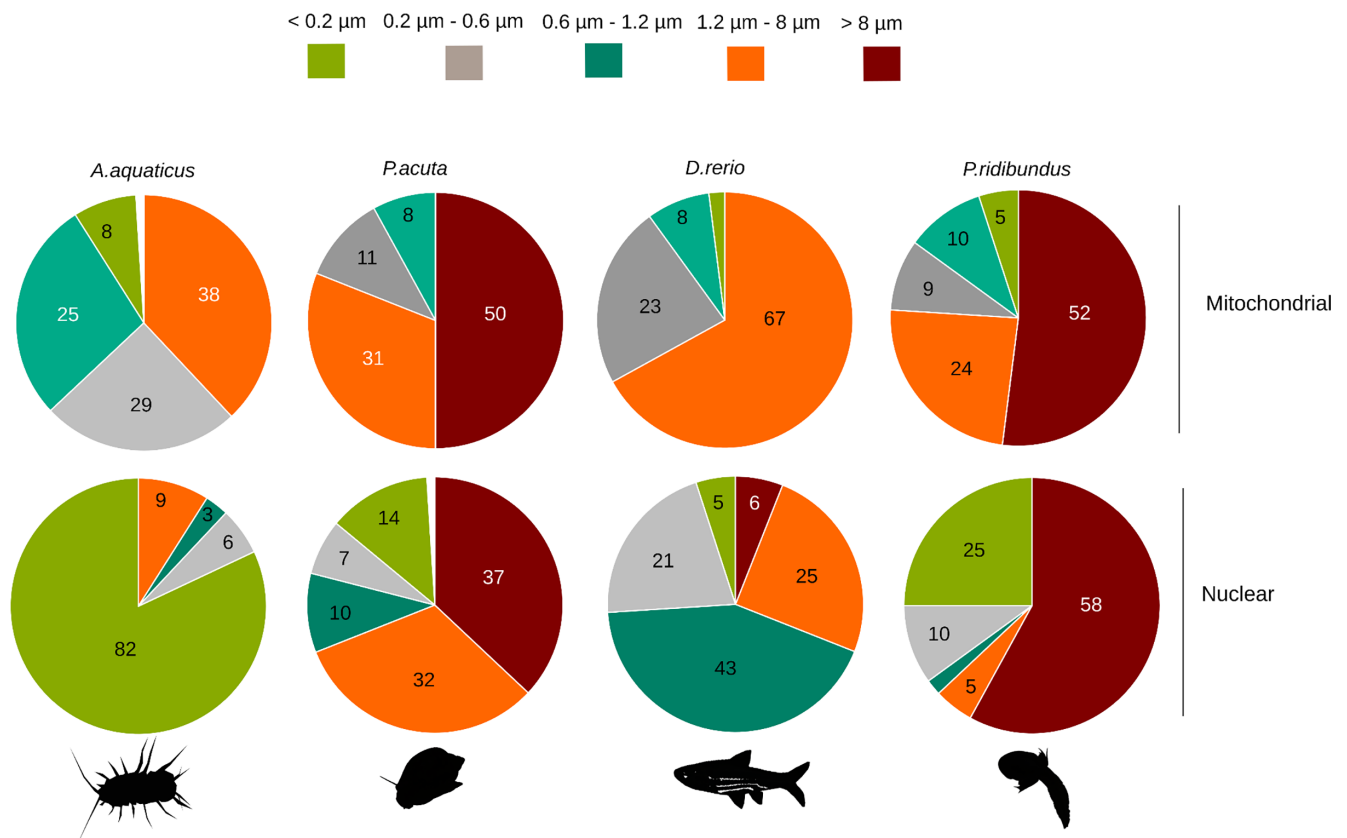 < 0.2 µm 0.2 µm - 0.6 µm 0.6 µm - 1.2 µm 1.2 µm - 8 µm > 8 µm
A.aquaticus P.acuta D.rerio P.ridibundus
8 38 25 29
8 11 50 31
8 23 67
5 10 9 52 24
Mitochondrial
9 3 6 82
14 7 37 10 32
5 6 21 25 43
25 58 10 5
Nuclear